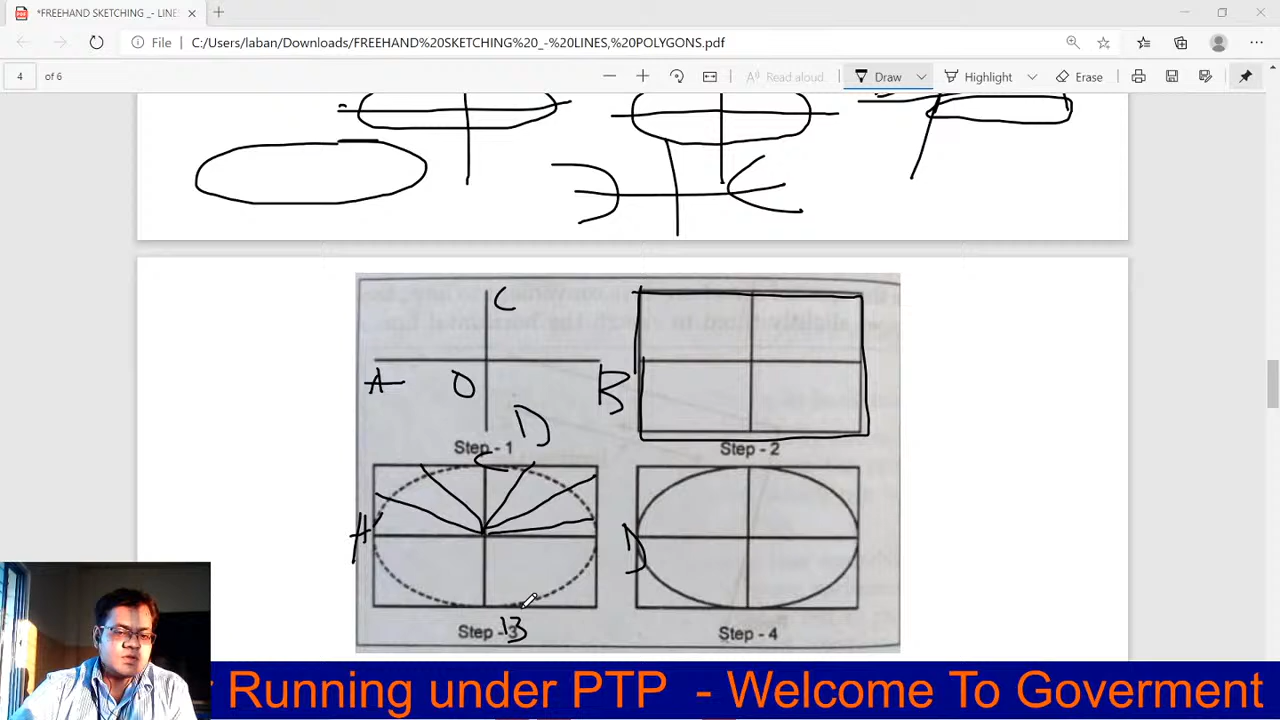 *FREEHAND SKETCHING _- LINES
File C:/Users/laban/Downloads/FREEHAND%20SKETCHING%20_-%20LINES,%20POLYGONS.pdf
4 of 6 Read aloud Draw Highlight Erase
C
A O B
D
Step - 1 Step - 2
C
A D
B
Step - 3 Step - 4
Running under PTP - Welcome To Goverment